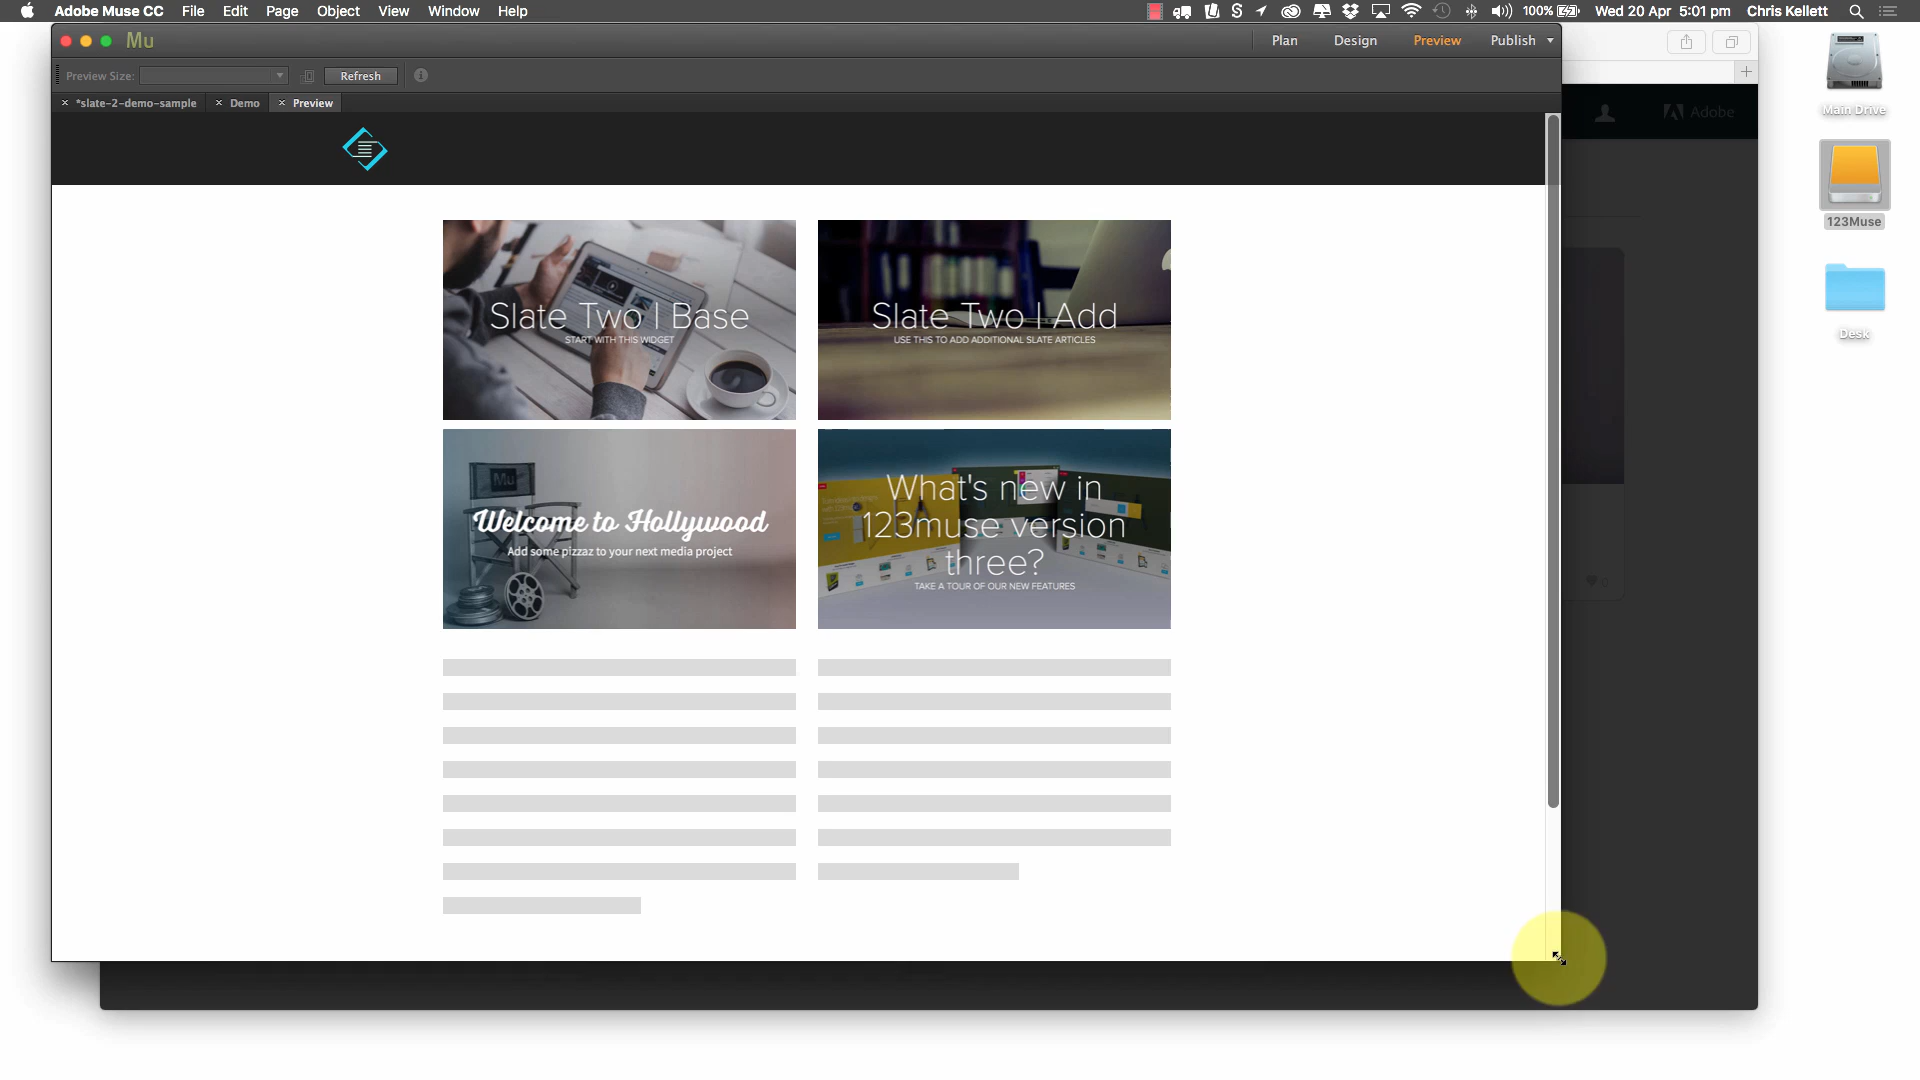 Adobe Muse CC File Edit Page Object View Window Help 100% Wed 20 Apr 5:01 pm Chris Kellett
Mu Plan Design Preview Publish
Preview Size: Refresh
*slate-2-demo-sample Demo Preview
Adobe
Main Drive
123Muse
Desk
Slate Two | Base
START WITH THIS WIDGET
Slate Two | Add
USE THIS TO ADD ADDITIONAL SLATE ARTICLES
Mu
Welcome to Hollywood
Add some pizzaz to your next media project
What's new in
123muse version
three?
TAKE A TOUR OF OUR NEW FEATURES